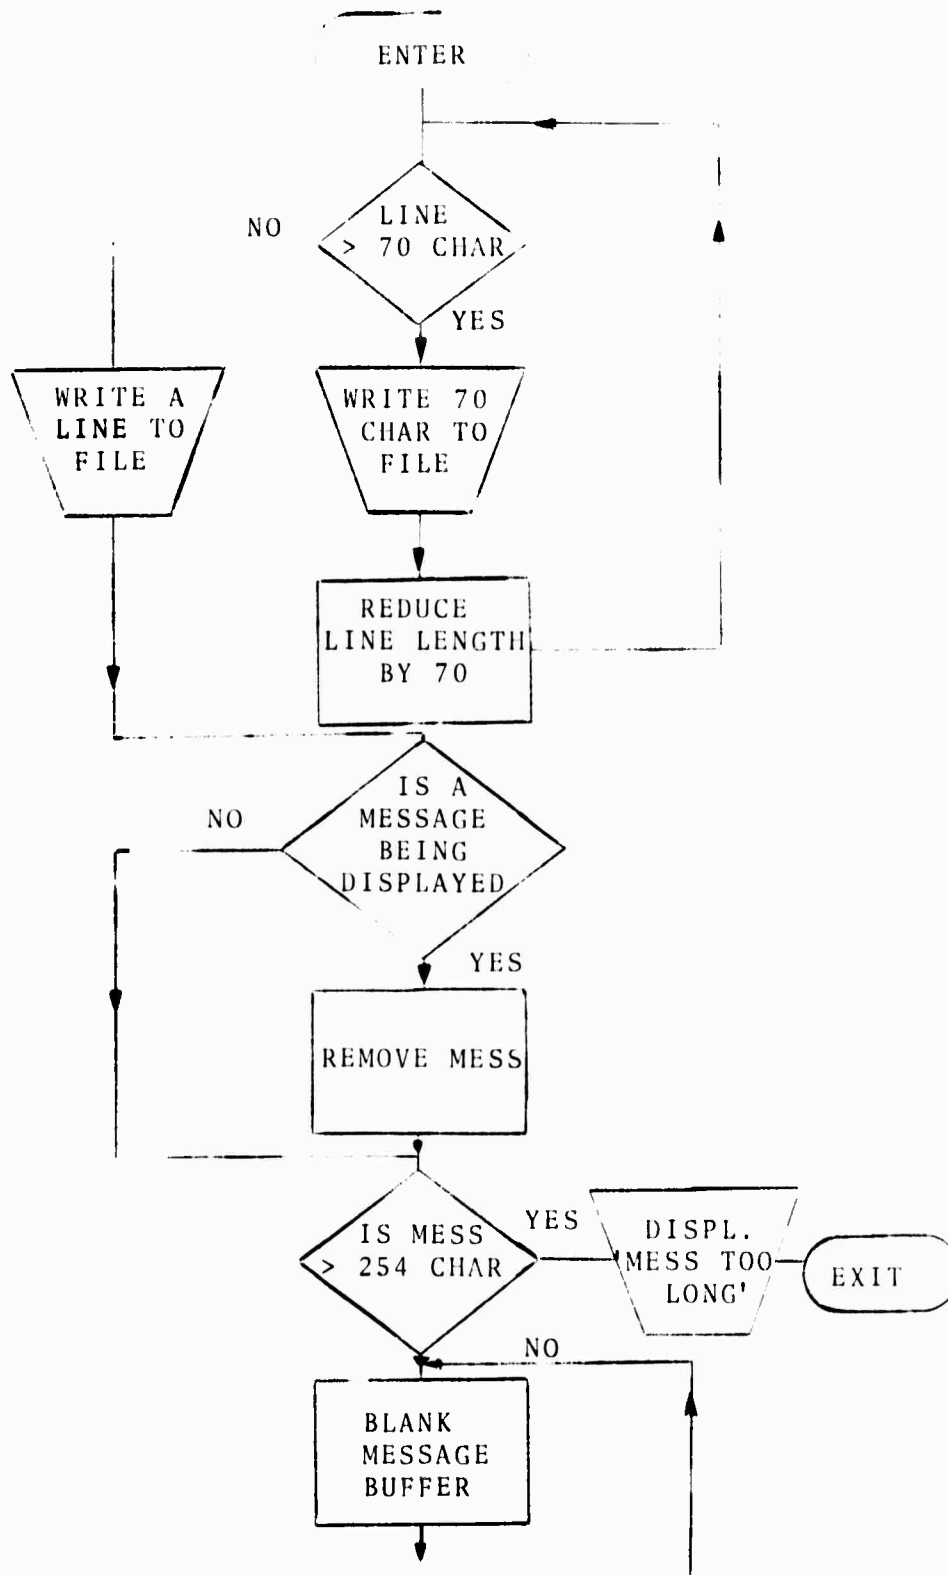 ENTER
NO
LINE
> 70 CHAR
YES
WRITE A
LINE TO
FILE
WRITE 70
CHAR TO
FILE
REDUCE
LINE LENGTH
BY 70
NO
IS A
MESSAGE
BEING
DISPLAYED
YES
REMOVE MESS
IS MESS
> 254 CHAR
YES
DISPL.
MESS TOO
LONG'
EXIT
NO
BLANK
MESSAGE
BUFFER